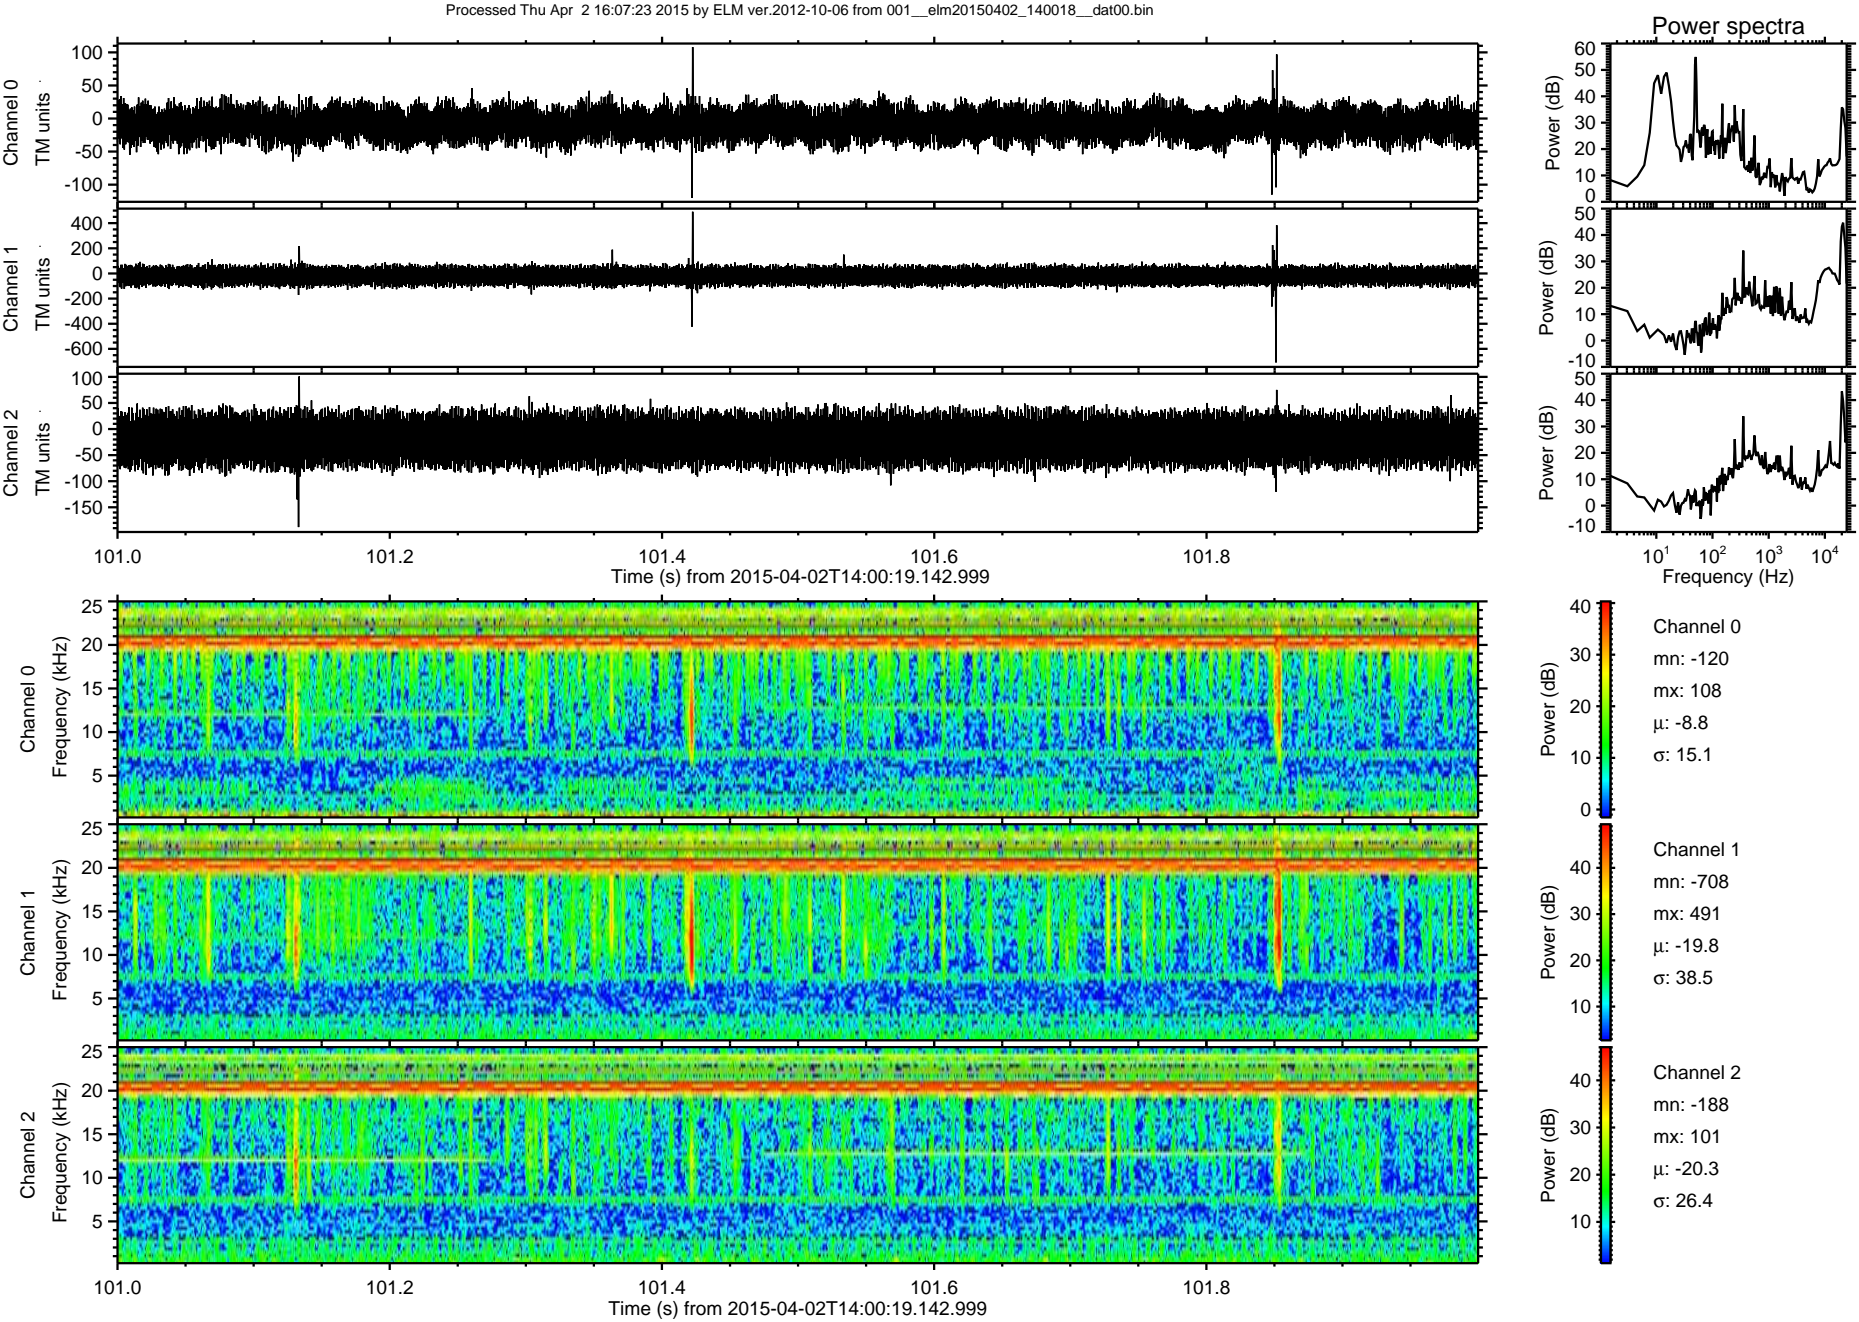 Processed Thu Apr  2 16:07:23 2015 by ELM ver.2012-10-06 from 001__elm20150402_140018__dat00.bin
Power spectra
Channel 0
TM units
100
50
0
-50
-100
Power (dB)
60
50
40
30
20
10
0
Channel 1
TM units
400
200
0
-200
-400
-600
Power (dB)
50
40
30
20
10
0
-10
Channel 2
TM units
100
50
0
-50
-100
-150
Power (dB)
50
40
30
20
10
0
-10
101.0 101.2 101.4 101.6 101.8
Time (s) from 2015-04-02T14:00:19.142.999
10¹ 10² 10³ 10⁴
Frequency (Hz)
Channel 0
Frequency (kHz)
25
20
15
10
5
Power (dB)
40
30
20
10
0
Channel 0
mn: -120
mx: 108
μ: -8.8
σ: 15.1
Channel 1
Frequency (kHz)
25
20
15
10
5
Power (dB)
40
30
20
10
Channel 1
mn: -708
mx: 491
μ: -19.8
σ: 38.5
Channel 2
Frequency (kHz)
25
20
15
10
5
Power (dB)
40
30
20
10
Channel 2
mn: -188
mx: 101
μ: -20.3
σ: 26.4
101.0 101.2 101.4 101.6 101.8
Time (s) from 2015-04-02T14:00:19.142.999